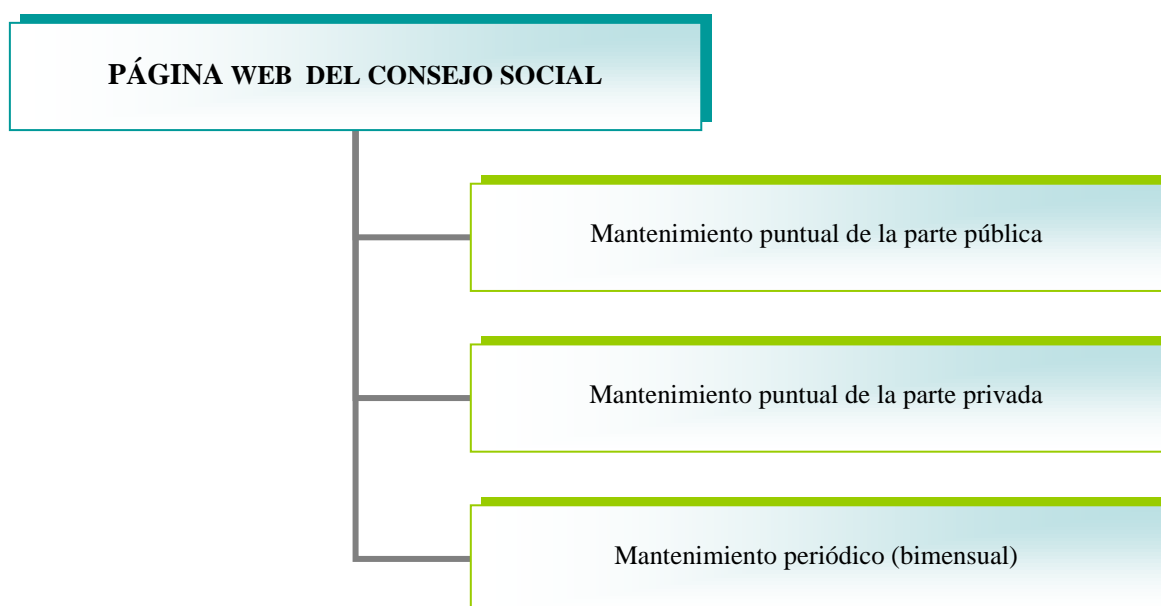 PÁGINA WEB DEL CONSEJO SOCIAL
Mantenimiento puntual de la parte pública
Mantenimiento puntual de la parte privada
Mantenimiento periódico (bimensual)